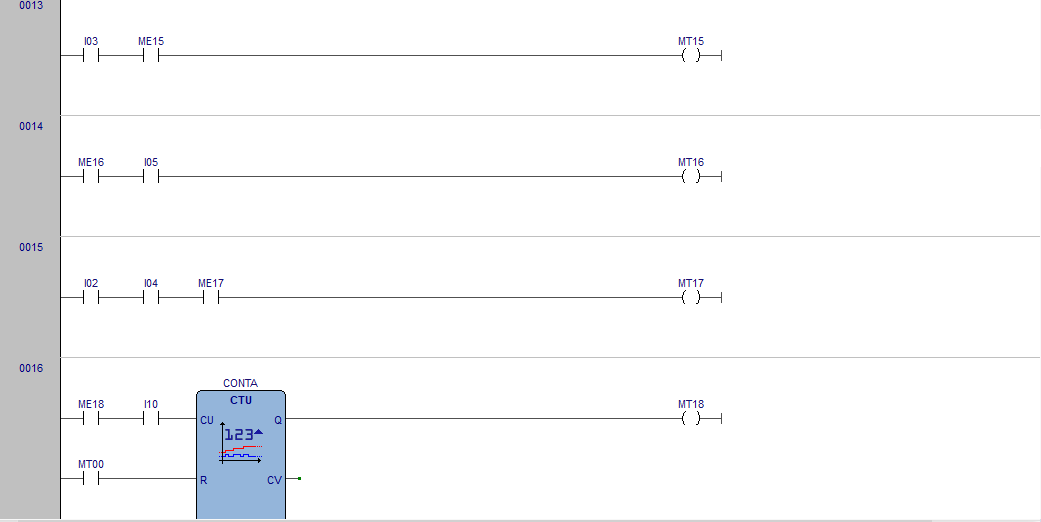 0013
I03 ME15 MT15
0014
ME16 I05 MT16
0015
I02 I04 ME17 MT17
0016
CONTA
CTU
ME18 I10 MT18
CU Q
123
MT00
R CV